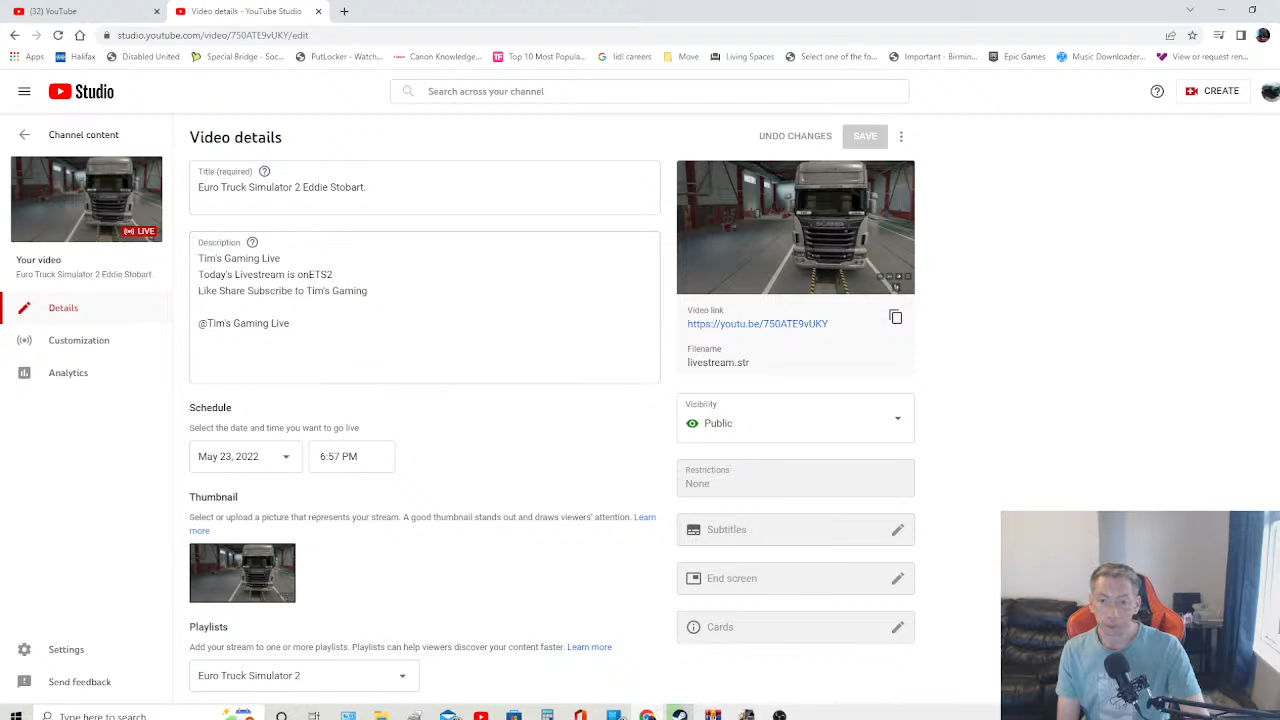 (32) YouTube
Video details - YouTube Studio
studio.youtube.com/video/750ATE9vUKY/edit
Apps
Halifax
Disabled United
Special Bridge - Soc...
PutLocker - Watch...
Canon Knowledge...
Top 10 Most Popula...
lidl careers
Move
Living Spaces
Select one of the fo...
Important - Birmin...
Epic Games
Music Downloader...
View or request ren...
Studio
Search across your channel
CREATE
Channel content
Video details
UNDO CHANGES
SAVE
Title (required)
Euro Truck Simulator 2 Eddie Stobart.
LIVE
Your video
Euro Truck Simulator 2 Eddie Stobart.
Description
Tim's Gaming Live
Today's Livestream is onETS2
Like Share Subscribe to Tim's Gaming
@Tim's Gaming Live
Details
Customization
Analytics
Video link
https://youtu.be/750ATE9vUKY
Filename
livestream.str
Visibility
Public
Restrictions
None
Subtitles
End screen
Cards
Schedule
Select the date and time you want to go live
May 23, 2022
6:57 PM
Thumbnail
Select or upload a picture that represents your stream. A good thumbnail stands out and draws viewers' attention. Learn
more
Playlists
Add your stream to one or more playlists. Playlists can help viewers discover your content faster. Learn more
Euro Truck Simulator 2
Settings
Send feedback
Type here to search